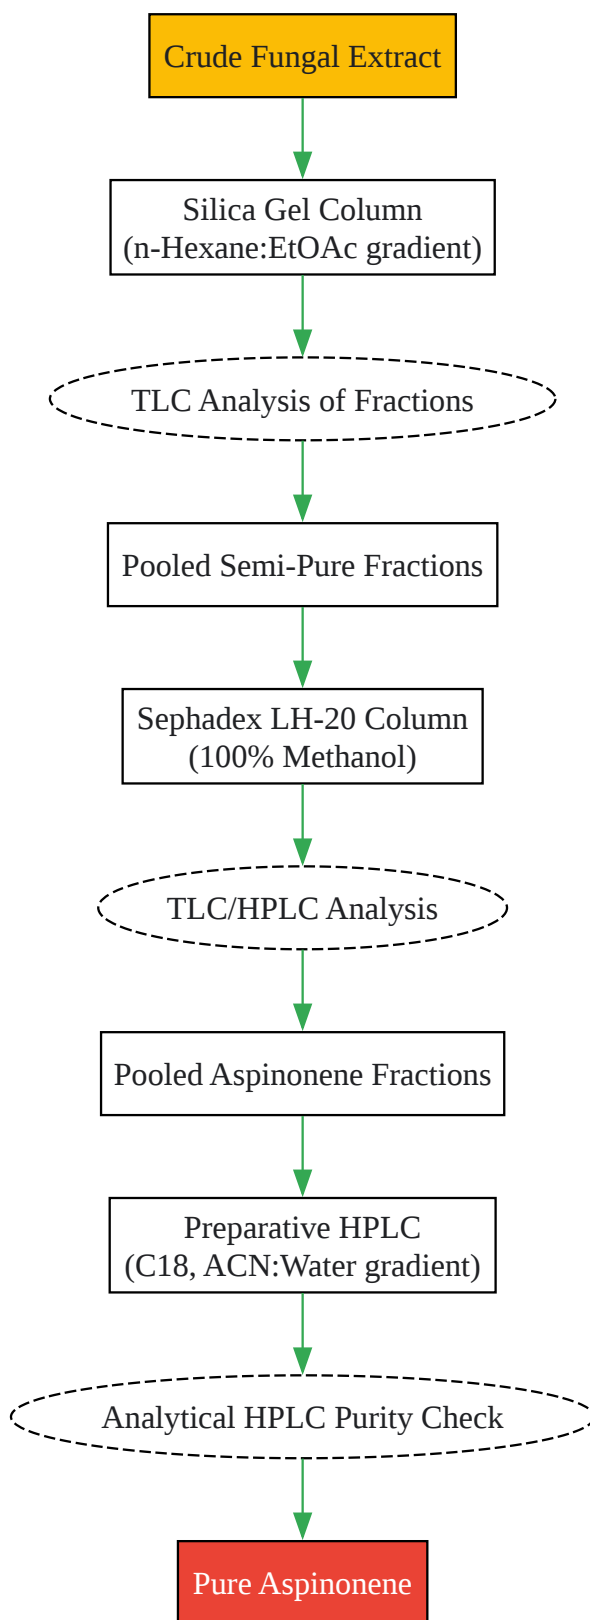 Crude Fungal Extract
Silica Gel Column
(n-Hexane:EtOAc gradient)
TLC Analysis of Fractions
Pooled Semi-Pure Fractions
Sephadex LH-20 Column
(100% Methanol)
TLC/HPLC Analysis
Pooled Aspinonene Fractions
Preparative HPLC
(C18, ACN:Water gradient)
Analytical HPLC Purity Check
Pure Aspinonene